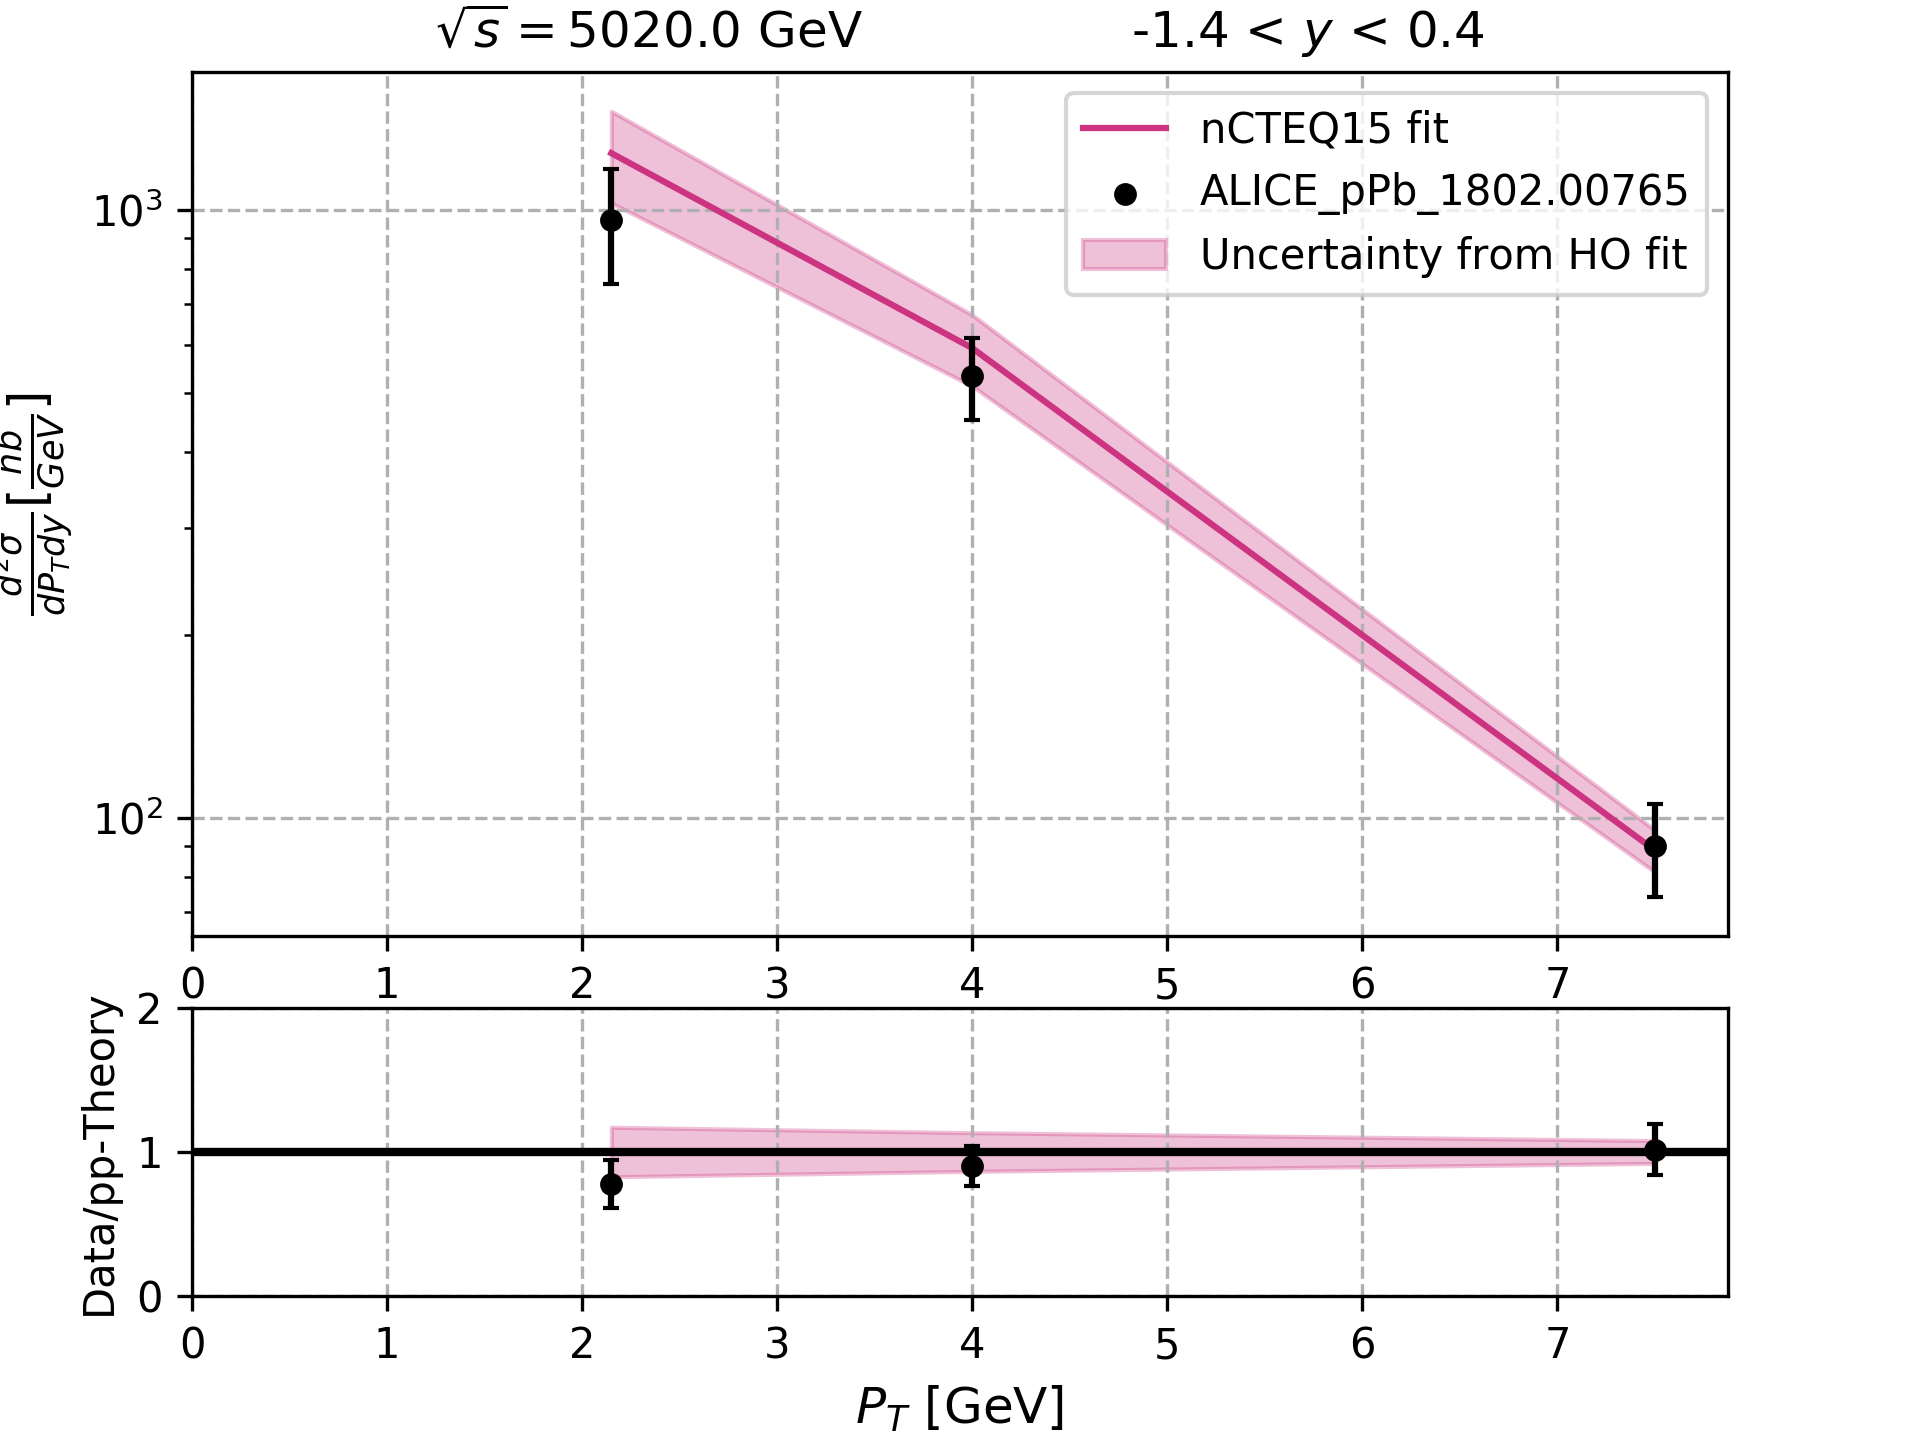 √s = 5020.0 GeV
-1.4 < y < 0.4
nCTEQ15 fit
ALICE_pPb_1802.00765
Uncertainty from HO fit
10³
10²
d²σ/dP_Tdy [nb/GeV]
0 1 2 3 4 5 6 7
2
1
0
Data/pp-Theory
0 1 2 3 4 5 6 7
P_T [GeV]